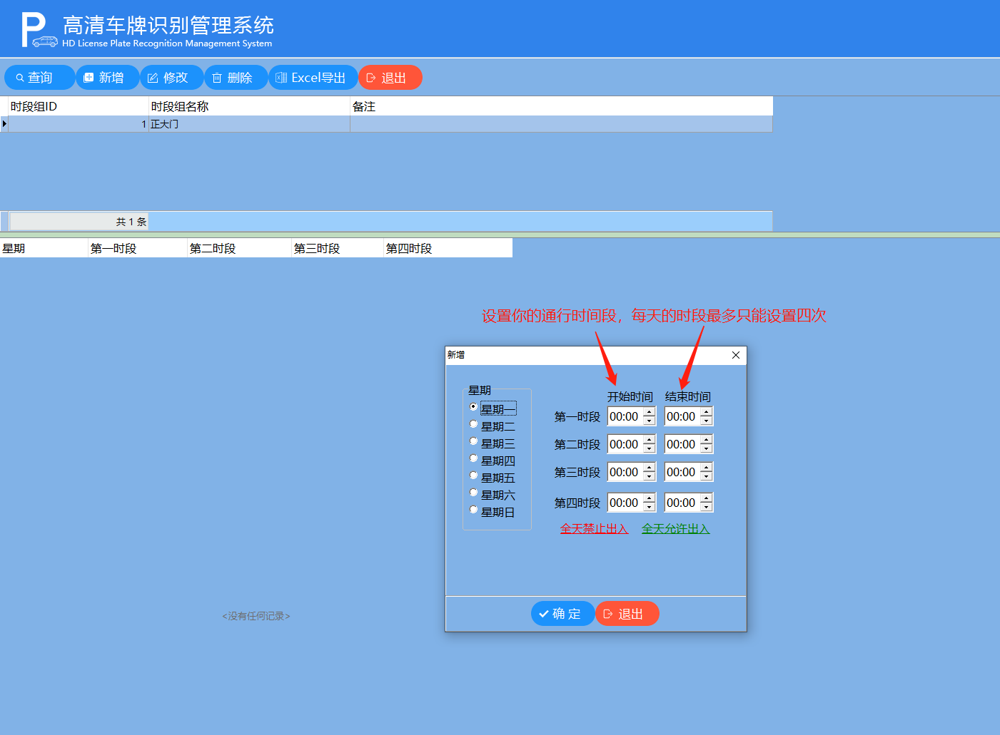 P
高清车牌识别管理系统
HD License Plate Recognition Management System
查询 新增 修改 删除 Excel导出 退出
时段组ID 时段组名称 备注
1 正大门
共 1 条
星期 第一时段 第二时段 第三时段 第四时段
设置你的通行时间段，每天的时段最多只能设置四次
新增
星期
开始时间 结束时间
星期一
第一时段 00:00 00:00
星期二
第二时段 00:00 00:00
星期三
星期四
第三时段 00:00 00:00
星期五
星期六
第四时段 00:00 00:00
星期日
全天禁止出入 全天允许出入
确 定 退出
<没有任何记录>